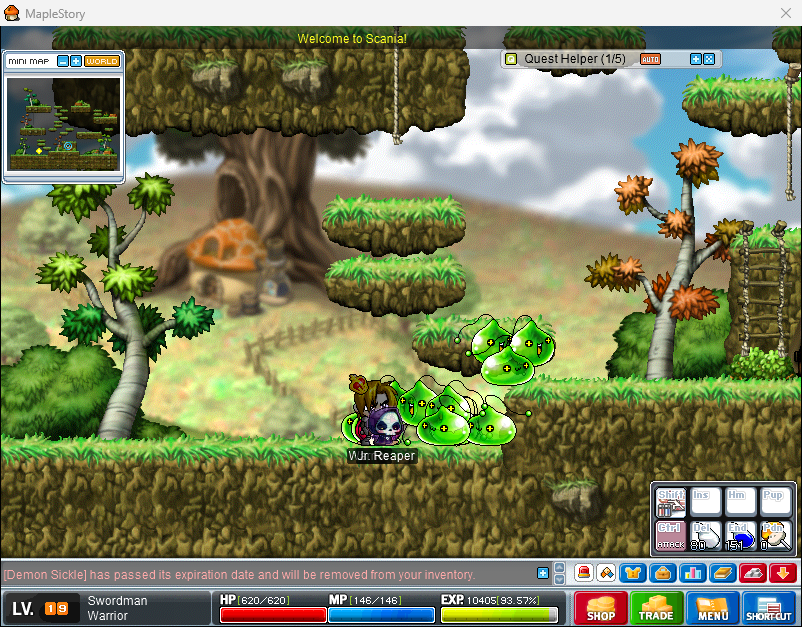 MapleStory
Welcome to Scania!
MINI MAP
WORLD
Quest Helper (1/5)
AUTO
Jr. Reaper
Shift
Ins
Hm
Pup
Ctrl
Del
End
Pdn
ATTACK
80
151
0
[Demon Sickle] has passed its expiration date and will be removed from your inventory.
LV. 19
Swordman
Warrior
HP [620/620]
MP [146/146]
EXP. 10405[93.57%]
SHOP
TRADE
MENU
SHORT CUT